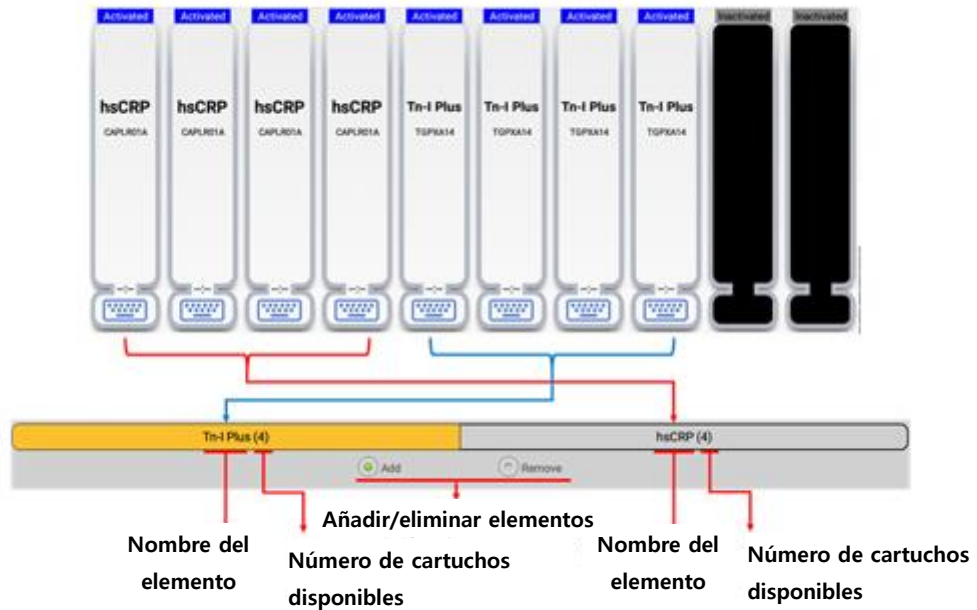 Activated Activated Activated Activated Activated Activated Activated Activated Inactivated Inactivated
hsCRP hsCRP hsCRP hsCRP Tn-I Plus Tn-I Plus Tn-I Plus Tn-I Plus
CAPLR01A CAPLR01A CAPLR01A CAPLR01A TGPXA14 TGPXA14 TGPXA14 TGPXA14
--:-- --:-- --:-- --:-- --:-- --:-- --:-- --:-- --:-- --:--
Tn-I Plus (4) hsCRP (4)
Add Remove
Añadir/eliminar elementos
Nombre del
elemento
Número de cartuchos
disponibles
Nombre del
elemento
Número de cartuchos
disponibles